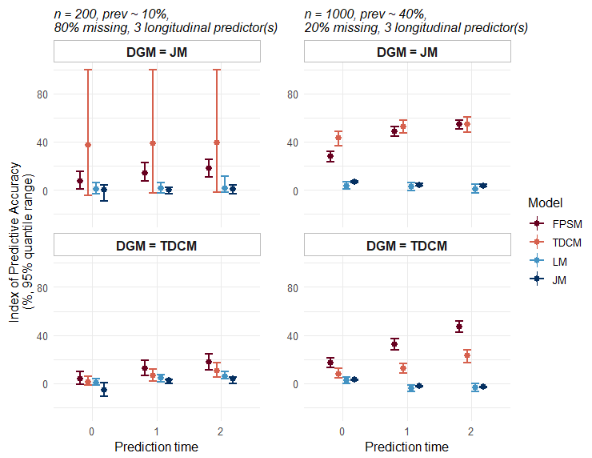 n = 200, prev ~ 10%,
80% missing, 3 longitudinal predictor(s)
n = 1000, prev ~ 40%,
20% missing, 3 longitudinal predictor(s)
DGM = JM
DGM = JM
80
40
0
80
40
0
DGM = TDCM
DGM = TDCM
80
40
0
80
40
0
0
1
2
0
1
2
Prediction time
Prediction time
Index of Predictive Accuracy
(%, 95% quantile range)
Model
FPSM
TDCM
LM
JM